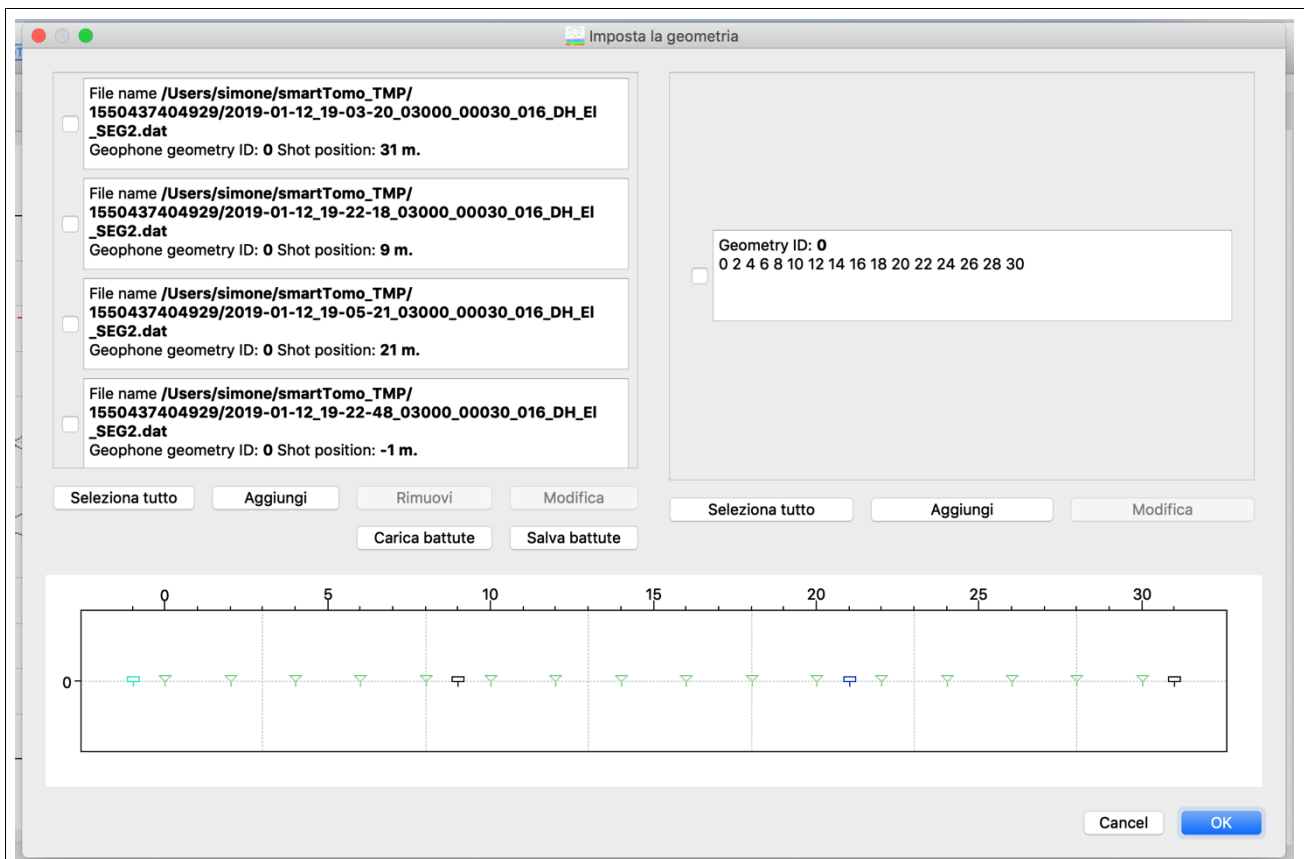 Imposta la geometria
File name /Users/simone/smartTomo_TMP/
1550437404929/2019-01-12_19-03-20_03000_00030_016_DH_El
_SEG2.dat
Geophone geometry ID: 0 Shot position: 31 m.
File name /Users/simone/smartTomo_TMP/
1550437404929/2019-01-12_19-22-18_03000_00030_016_DH_El
_SEG2.dat
Geophone geometry ID: 0 Shot position: 9 m.
File name /Users/simone/smartTomo_TMP/
1550437404929/2019-01-12_19-05-21_03000_00030_016_DH_El
_SEG2.dat
Geophone geometry ID: 0 Shot position: 21 m.
File name /Users/simone/smartTomo_TMP/
1550437404929/2019-01-12_19-22-48_03000_00030_016_DH_El
_SEG2.dat
Geophone geometry ID: 0 Shot position: -1 m.
Seleziona tutto Aggiungi Rimuovi Modifica
Carica battute Salva battute
Geometry ID: 0
0 2 4 6 8 10 12 14 16 18 20 22 24 26 28 30
Seleziona tutto Aggiungi Modifica
0 5 10 15 20 25 30
0
Cancel OK